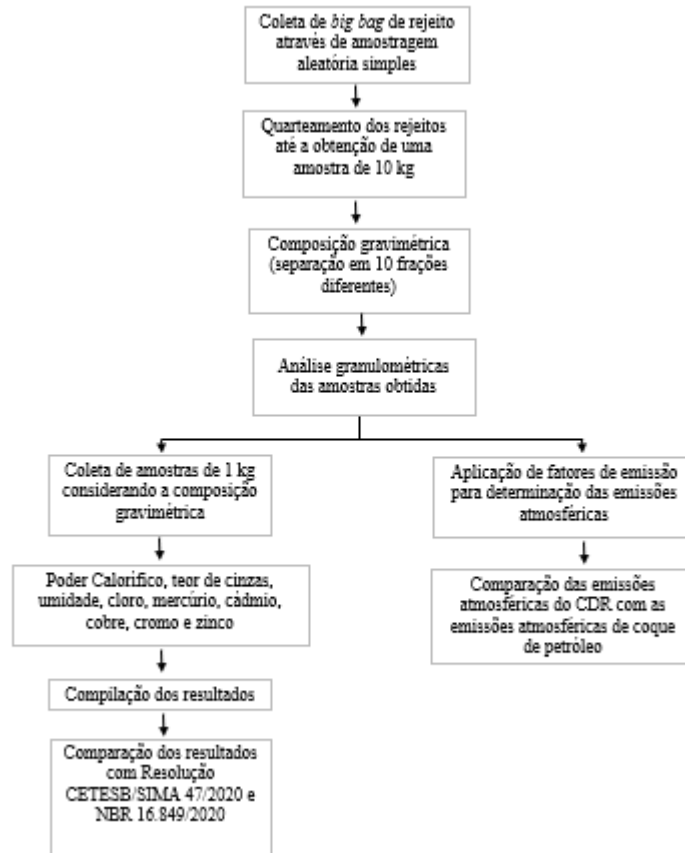 Coleta de big bag de rejeito
através de amostragem
aleatória simples
Quarteamento dos rejeitos
até a obtenção de uma
amostra de 10 kg
Composição gravimétrica
(separação em 10 frações
diferentes)
Análise granulométricas
das amostras obtidas
Coleta de amostras de 1 kg
considerando a composição
gravimétrica
Poder Calorífico, teor de cinzas,
umidade, cloro, mercúrio, cádmio,
cobre, cromo e zinco
Compilação dos resultados
Comparação dos resultados
com Resolução
CETESB/SIMA 47/2020 e
NBR 16.849/2020
Aplicação de fatores de emissão
para determinação das emissões
atmosféricas
Comparação das emissões
atmosféricas do CDR com as
emissões atmosféricas de coque
de petróleo